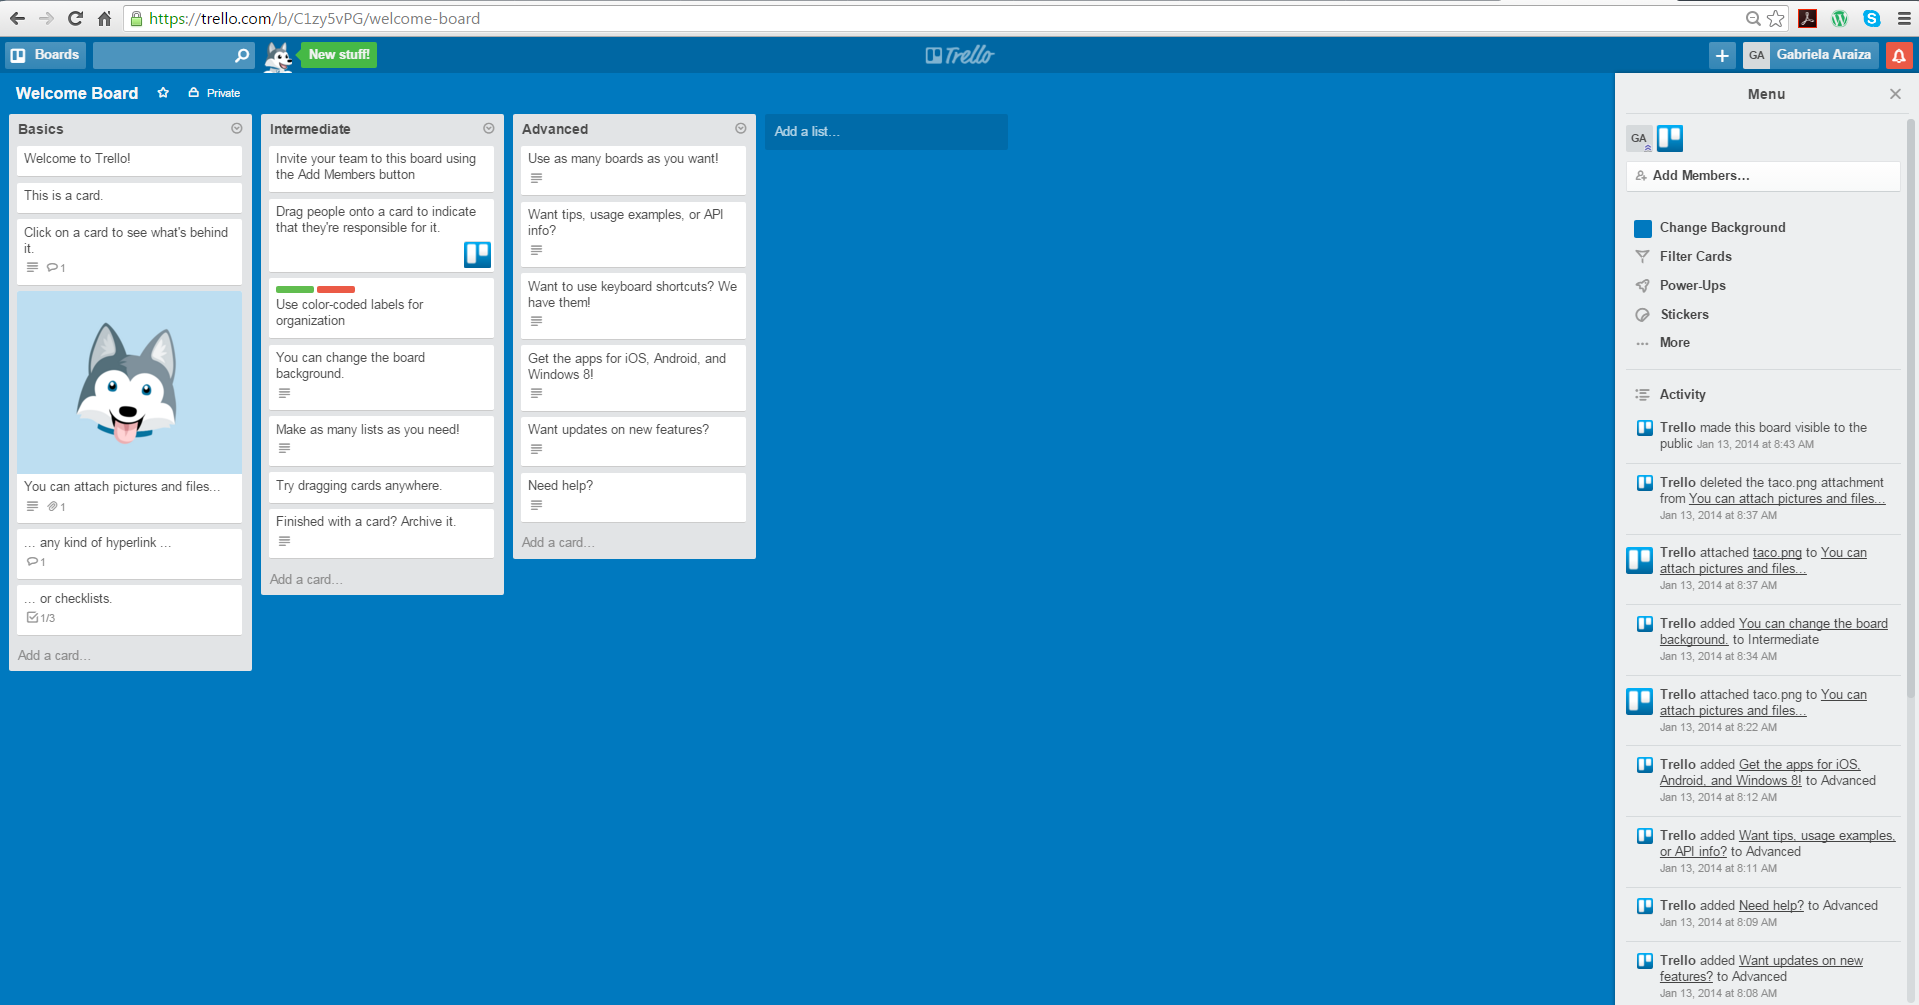 https://trello.com/b/C1zy5vPG/welcome-board
Boards
New stuff!
Trello
GA
Gabriela Araiza
Welcome Board
Private
Basics
Welcome to Trello!
This is a card.
Click on a card to see what's behind
it.
1
You can attach pictures and files...
1
... any kind of hyperlink ...
1
... or checklists.
1/3
Add a card...
Intermediate
Invite your team to this board using
the Add Members button
Drag people onto a card to indicate
that they're responsible for it.
Use color-coded labels for
organization
You can change the board
background.
Make as many lists as you need!
Try dragging cards anywhere.
Finished with a card? Archive it.
Add a card...
Advanced
Use as many boards as you want!
Want tips, usage examples, or API
info?
Want to use keyboard shortcuts? We
have them!
Get the apps for iOS, Android, and
Windows 8!
Want updates on new features?
Need help?
Add a card...
Add a list...
Menu
GA
Add Members...
Change Background
Filter Cards
Power-Ups
Stickers
More
Activity
Trello made this board visible to the
public Jan 13, 2014 at 8:43 AM
Trello deleted the taco.png attachment
from You can attach pictures and files...
Jan 13, 2014 at 8:37 AM
Trello attached taco.png to You can
attach pictures and files...
Jan 13, 2014 at 8:37 AM
Trello added You can change the board
background. to Intermediate
Jan 13, 2014 at 8:34 AM
Trello attached taco.png to You can
attach pictures and files...
Jan 13, 2014 at 8:22 AM
Trello added Get the apps for iOS,
Android, and Windows 8! to Advanced
Jan 13, 2014 at 8:12 AM
Trello added Want tips, usage examples,
or API info? to Advanced
Jan 13, 2014 at 8:11 AM
Trello added Need help? to Advanced
Jan 13, 2014 at 8:09 AM
Trello added Want updates on new
features? to Advanced
Jan 13, 2014 at 8:08 AM